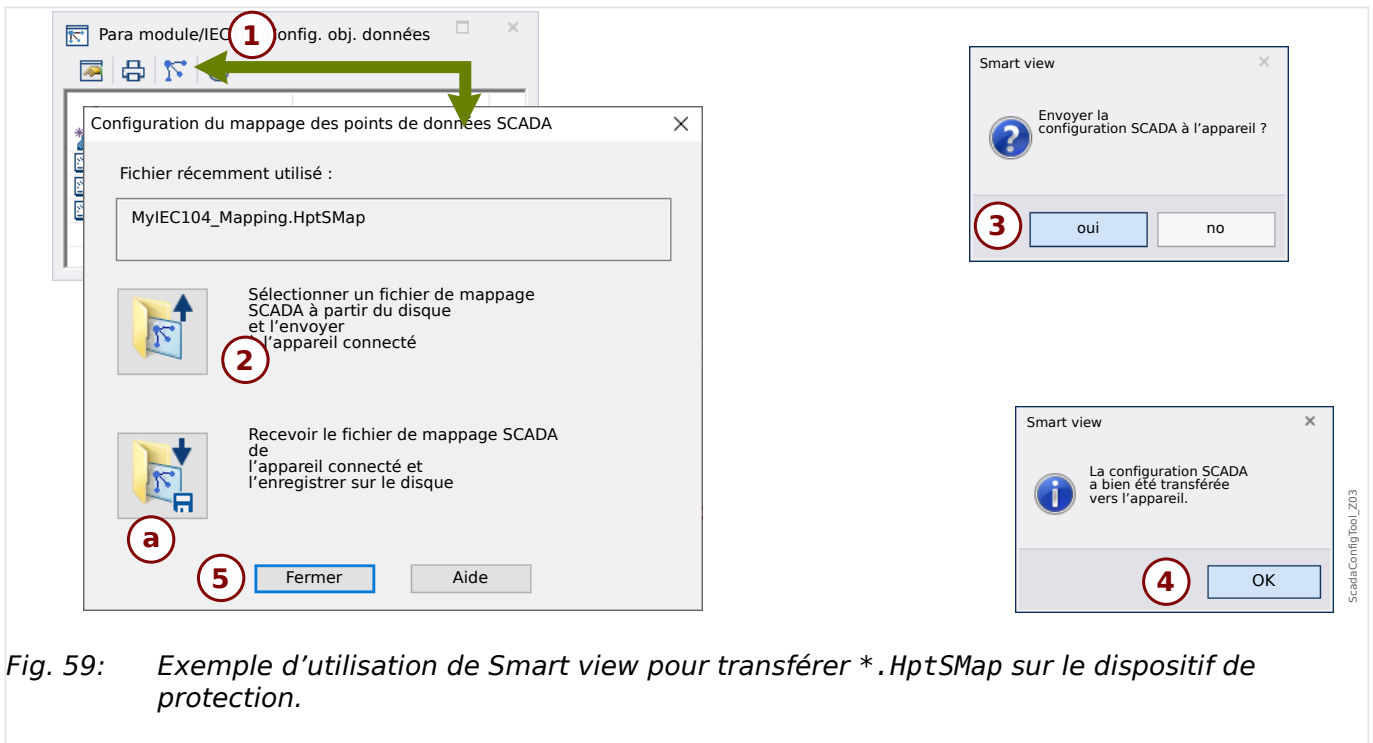 Para module/IEC
1
onfig. obj. données
Configuration du mappage des points de données SCADA
Fichier récemment utilisé :
MyIEC104_Mapping.HptSMap
Sélectionner un fichier de mappage
SCADA à partir du disque
et l’envoyer
l’appareil connecté
2
Recevoir le fichier de mappage SCADA
de
l’appareil connecté et
l’enregistrer sur le disque
a
5
Fermer
Aide
Smart view
Envoyer la
configuration SCADA à l’appareil ?
3
oui
no
Smart view
La configuration SCADA
a bien été transférée
vers l’appareil.
4
OK
ScadaConfigTool_Z03
Fig. 59: Exemple d’utilisation de Smart view pour transférer *.HptSMap sur le dispositif de
protection.